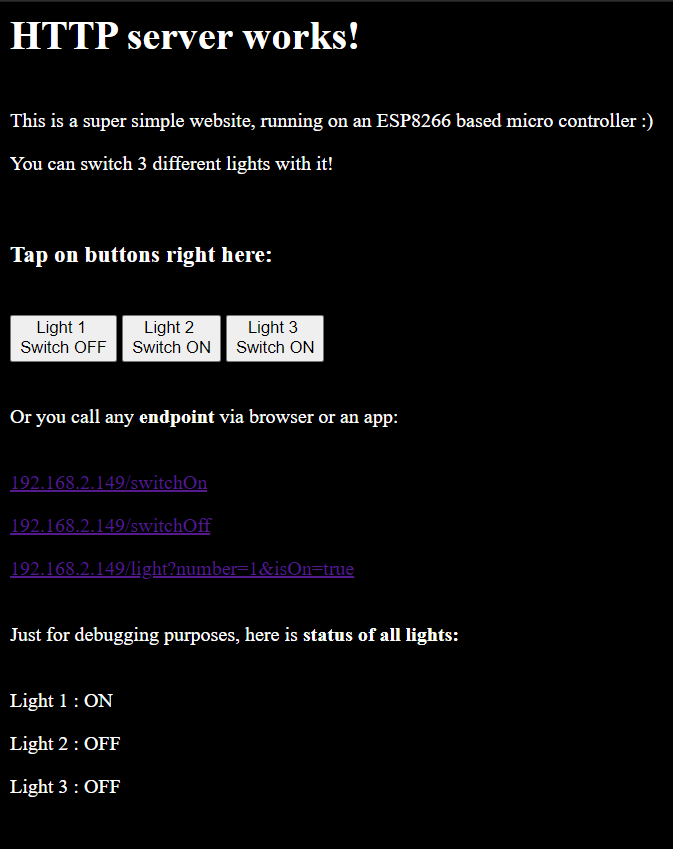 HTTP server works!
This is a super simple website, running on an ESP8266 based micro controller :)
You can switch 3 different lights with it!
Tap on buttons right here:
Light 1 Light 2 Light 3
Switch OFF Switch ON Switch ON
Or you call any endpoint via browser or an app:
192.168.2.149/switchOn
192.168.2.149/switchOff
192.168.2.149/light?number=1&isOn=true
Just for debugging purposes, here is status of all lights:
Light 1 : ON
Light 2 : OFF
Light 3 : OFF